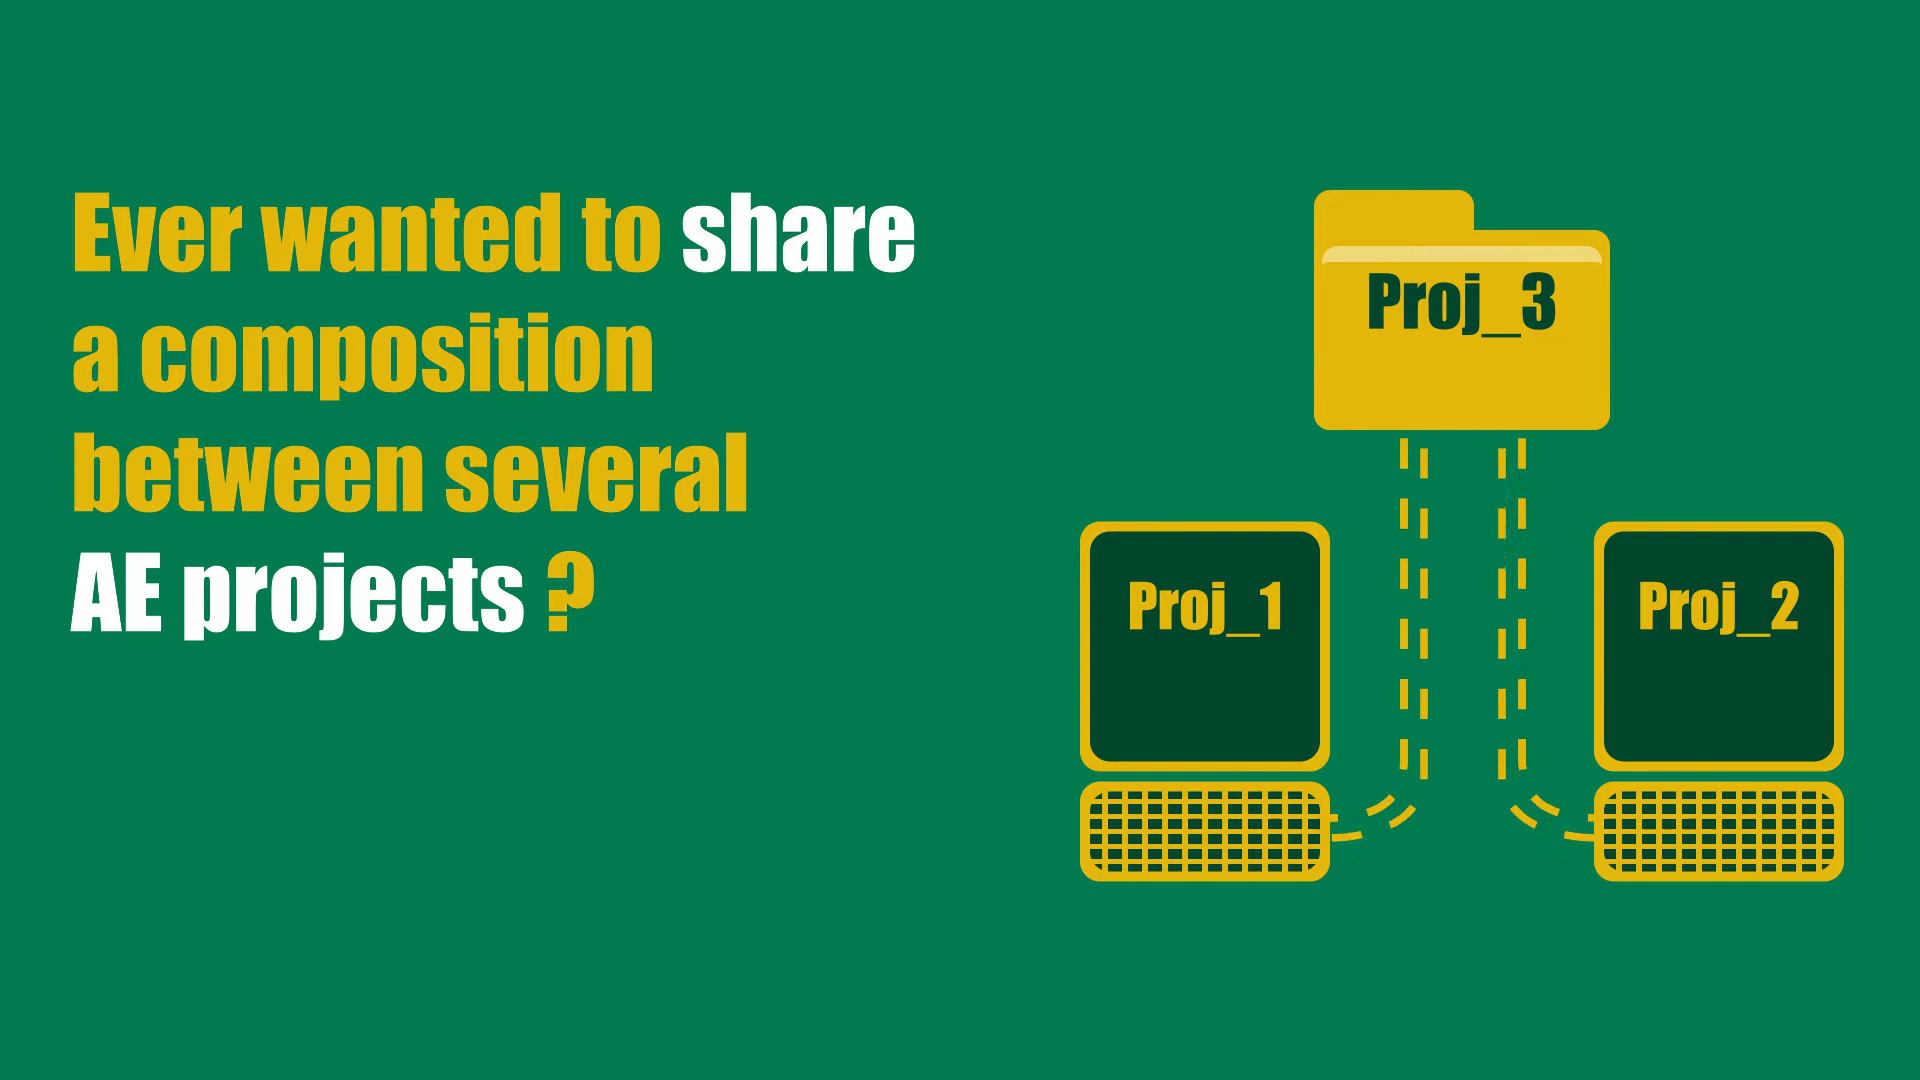 Ever wanted to share
a composition
between several
AE projects ?
Proj_3
Proj_1
Proj_2